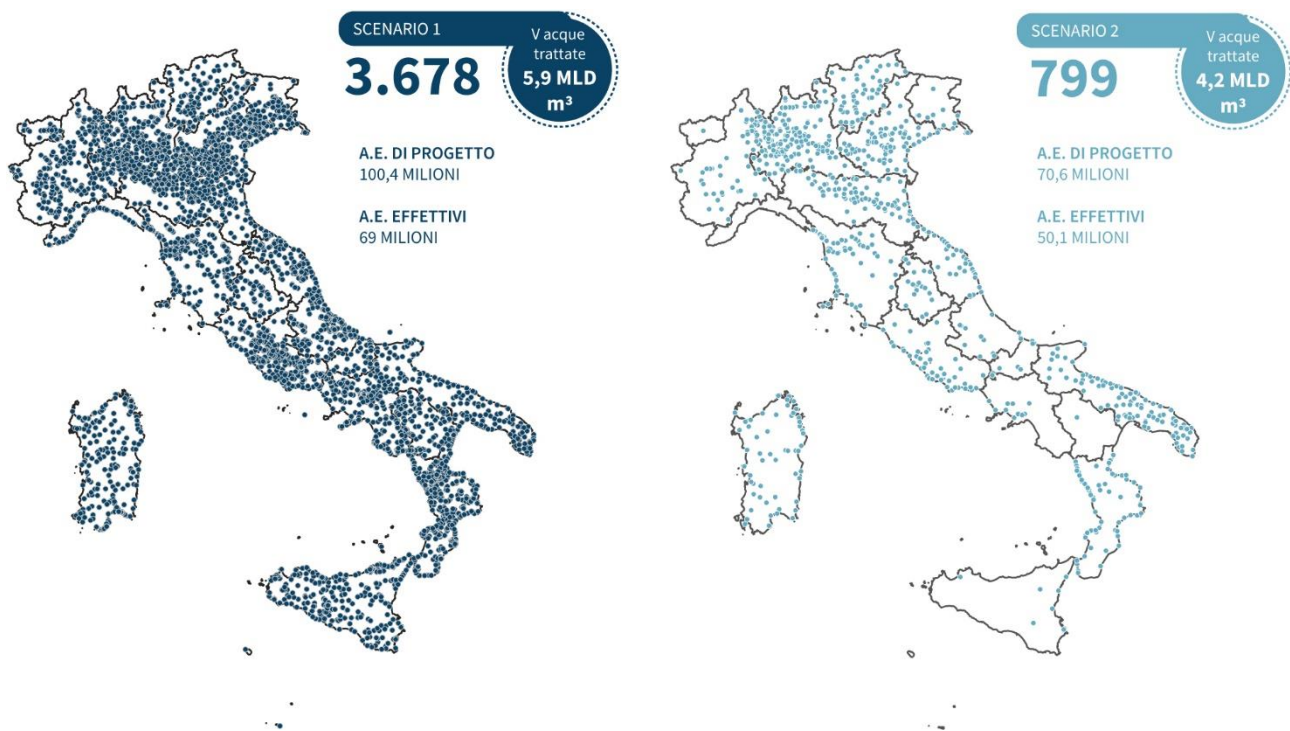 SCENARIO 1
3.678
V acque
trattate
5,9 MLD
m³
A.E. DI PROGETTO
100,4 MILIONI
A.E. EFFETTIVI
69 MILIONI
SCENARIO 2
799
V acque
trattate
4,2 MLD
m³
A.E. DI PROGETTO
70,6 MILIONI
A.E. EFFETTIVI
50,1 MILIONI